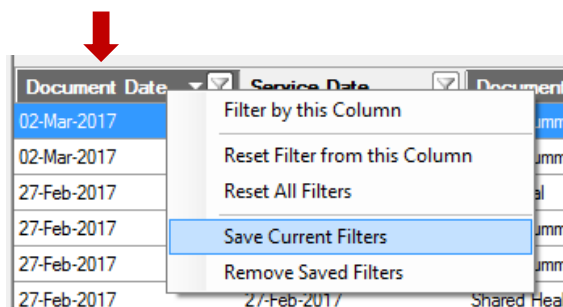 Document Date Service Date Document
02-Mar-2017
Filter by this Column
02-Mar-2017
Reset Filter from this Column
27-Feb-2017
Reset All Filters
27-Feb-2017
Save Current Filters
27-Feb-2017
Remove Saved Filters
27-Feb-2017 27-Feb-2017 Shared Heal